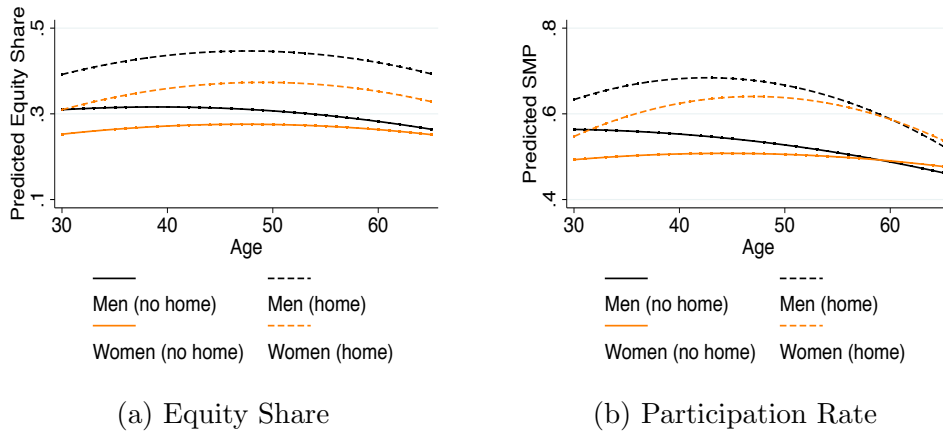 Predicted Equity Share
.1 .3 .5
30 40 50 60
Age
Men (no home) Men (home)
Women (no home) Women (home)
(a) Equity Share
Predicted SMP
.4 .6 .8
30 40 50 60
Age
Men (no home) Men (home)
Women (no home) Women (home)
(b) Participation Rate